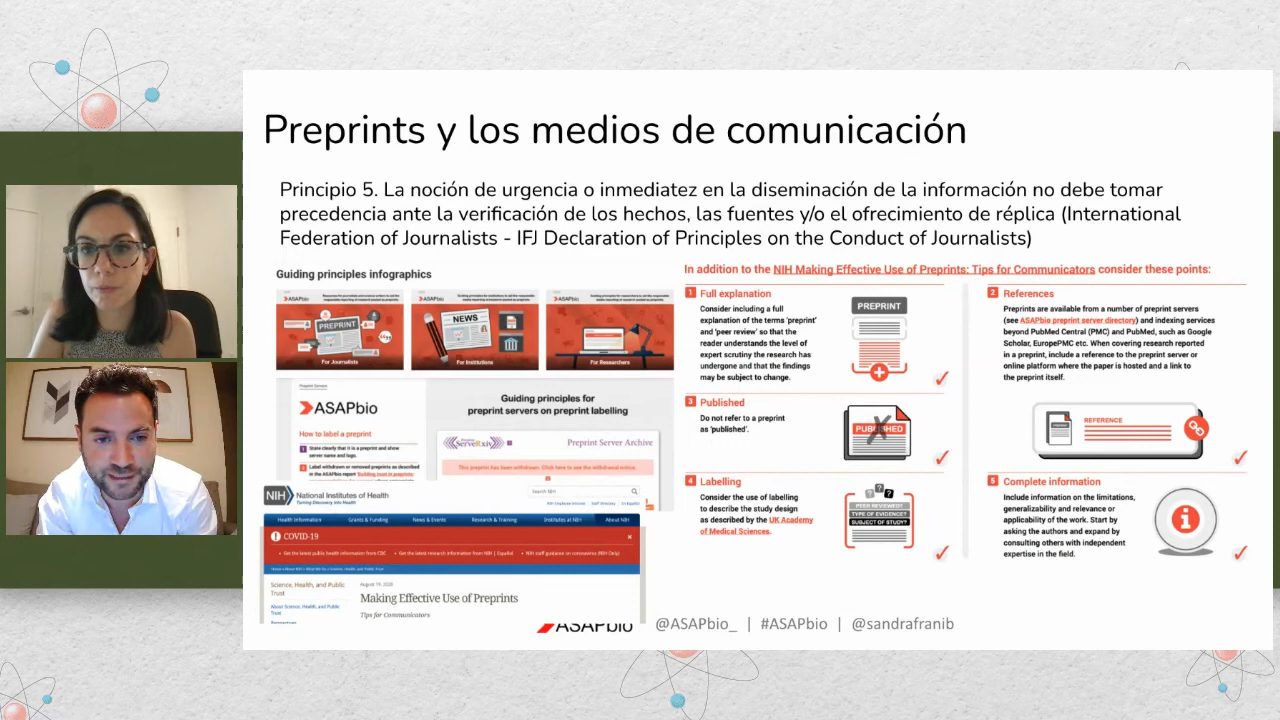 Preprints y los medios de comunicación
Principio 5. La noción de urgencia o inmediatez en la diseminación de la información no debe tomar
precedencia ante la verificación de los hechos, las fuentes y/o el ofrecimiento de réplica (International
Federation of Journalists - IFJ Declaration of Principles on the Conduct of Journalists)
Guiding principles infographics
ASAPbio
PREPRINT
For Journalists
ASAPbio
NEWS
For Institutions
ASAPbio
For Researchers
Preprint Servers
ASAPbio
How to label a preprint
1 State clearly that it is a preprint and show
server name and logo.
2 Label withdrawn or removed preprints as described
in the ASAPbio report 'Building trust in preprints:
Guiding principles for
preprint servers on preprint labelling
Preprint Server Archive
This preprint has been withdrawn. Click here to see the withdrawal notice.
NIH National Institutes of Health
Turning Discovery Into Health
Search NIH
NIH Employee Intranet Staff Directory En Español
Health Information Grants & Funding News & Events Research & Training Institutes at NIH About NIH
COVID-19
• Get the latest public health information from CDC • Get the latest research information from NIH | Español • NIH staff guidance on coronavirus (NIH Only)
Science, Health, and Public
Trust
About Science, Health, and Public
Trust
Perspectives
August 19, 2020
Making Effective Use of Preprints
Tips for Communicators
In addition to the NIH Making Effective Use of Preprints: Tips for Communicators consider these points:
1 Full explanation
Consider including a full
explanation of the terms 'preprint'
and 'peer review' so that the
reader understands the level of
expert scrutiny the research has
undergone and that the findings
may be subject to change.
PREPRINT
2 References
Preprints are available from a number of preprint servers
(see ASAPbio preprint server directory) and indexing services
beyond PubMed Central (PMC) and PubMed, such as Google
Scholar, EuropePMC etc. When covering research reported
in a preprint, include a reference to the preprint server or
online platform where the paper is hosted and a link to
the preprint itself.
REFERENCE
3 Published
Do not refer to a preprint
as 'published'.
PUBLISHED
4 Labelling
Consider the use of labelling
to describe the study design
as described by the UK Academy
of Medical Sciences.
? ? ?
PEER REVIEWED?
TYPE OF EVIDENCE?
SUBJECT OF STUDY?
5 Complete information
Include information on the limitations,
generalizability and relevance or
applicability of the work. Start by
asking the authors and expand by
consulting others with independent
expertise in the field.
ASAPbio
@ASAPbio_ | #ASAPbio | @sandrafranib